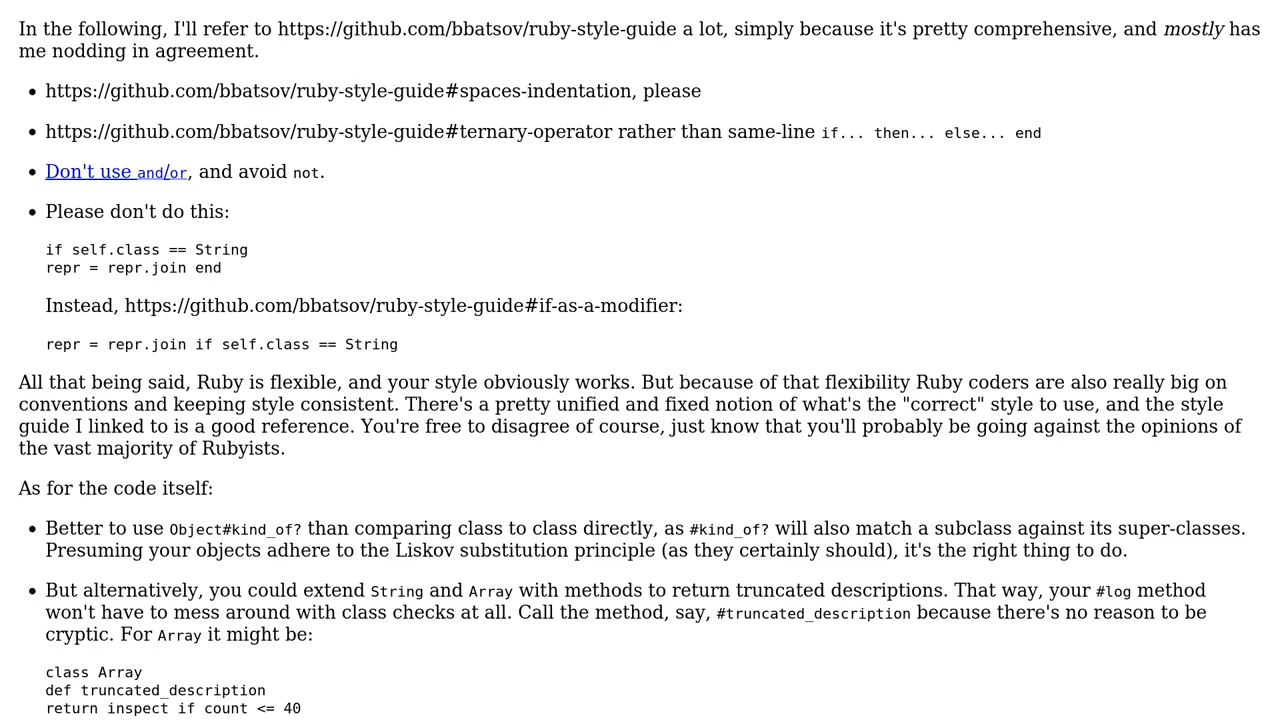 In the following, I'll refer to https://github.com/bbatsov/ruby-style-guide a lot, simply because it's pretty comprehensive, and mostly has
me nodding in agreement.
• https://github.com/bbatsov/ruby-style-guide#spaces-indentation, please
• https://github.com/bbatsov/ruby-style-guide#ternary-operator rather than same-line if... then... else... end
• Don't use and/or, and avoid not.
• Please don't do this:
if self.class == String
repr = repr.join end
Instead, https://github.com/bbatsov/ruby-style-guide#if-as-a-modifier:
repr = repr.join if self.class == String
All that being said, Ruby is flexible, and your style obviously works. But because of that flexibility Ruby coders are also really big on
conventions and keeping style consistent. There's a pretty unified and fixed notion of what's the "correct" style to use, and the style
guide I linked to is a good reference. You're free to disagree of course, just know that you'll probably be going against the opinions of
the vast majority of Rubyists.
As for the code itself:
• Better to use Object#kind_of? than comparing class to class directly, as #kind_of? will also match a subclass against its super-classes.
Presuming your objects adhere to the Liskov substitution principle (as they certainly should), it's the right thing to do.
• But alternatively, you could extend String and Array with methods to return truncated descriptions. That way, your #log method
won't have to mess around with class checks at all. Call the method, say, #truncated_description because there's no reason to be
cryptic. For Array it might be:
class Array
def truncated_description
return inspect if count <= 40